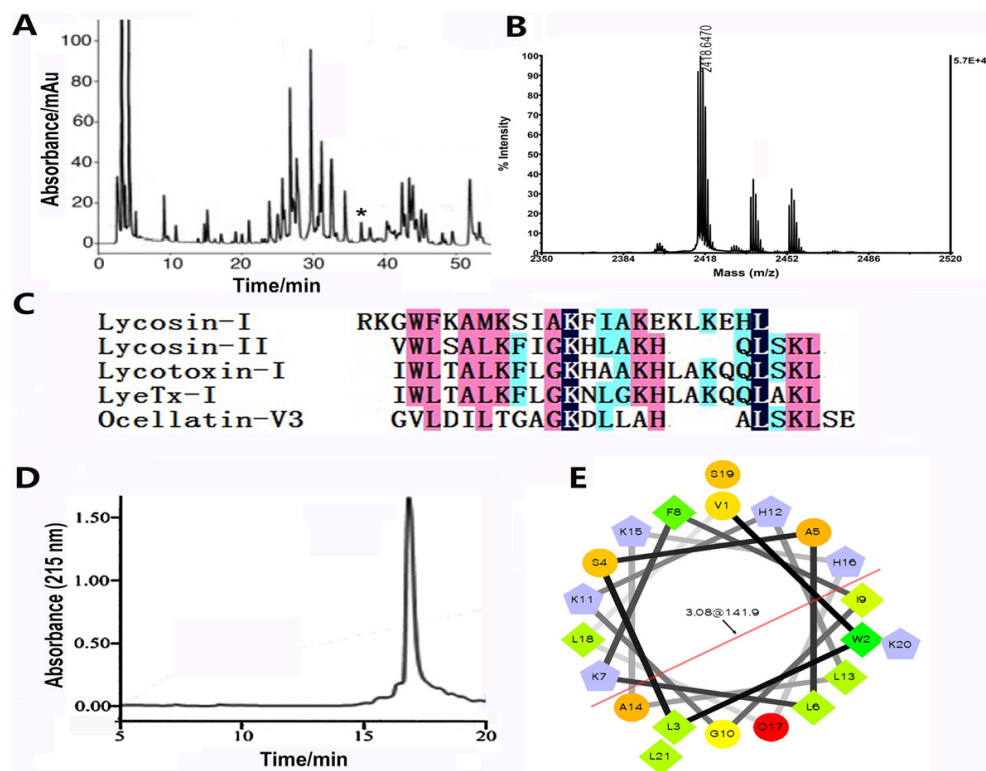 A
Absorbance/mAu
100
80
60
40
20
0
*
0 10 20 30 40 50
Time/min
B
2418.6470
5.7E+4
% Intensity
100
90
80
70
60
50
40
30
20
10
0
2350 2384 2418 2452 2486 2520
Mass (m/z)
C
Lycosin-I RKGWFKAMKSIAKFIAKEKLKEHL
Lycosin-II VWLSALKFIGKHLAKH QLSKL
Lycotoxin-I IWLTALKFLGKHAAKHLAKQQLSKL
LyeTx-I IWLTALKFLGKNLGKHLAKQQLAKL
Ocellatin-V3 GVLDILTGAGKDLLAH ALSKLSE
D
Absorbance (215 nm)
1.50
1.00
0.50
0.00
5 10 15 20
Time/min
E
S19
V1
F8 H12
K15 A5
S4 H16
K11 I9
3.08@141.9
L18 W2 K20
K7 L13
A14 L6
L3 G10 Q17
L21